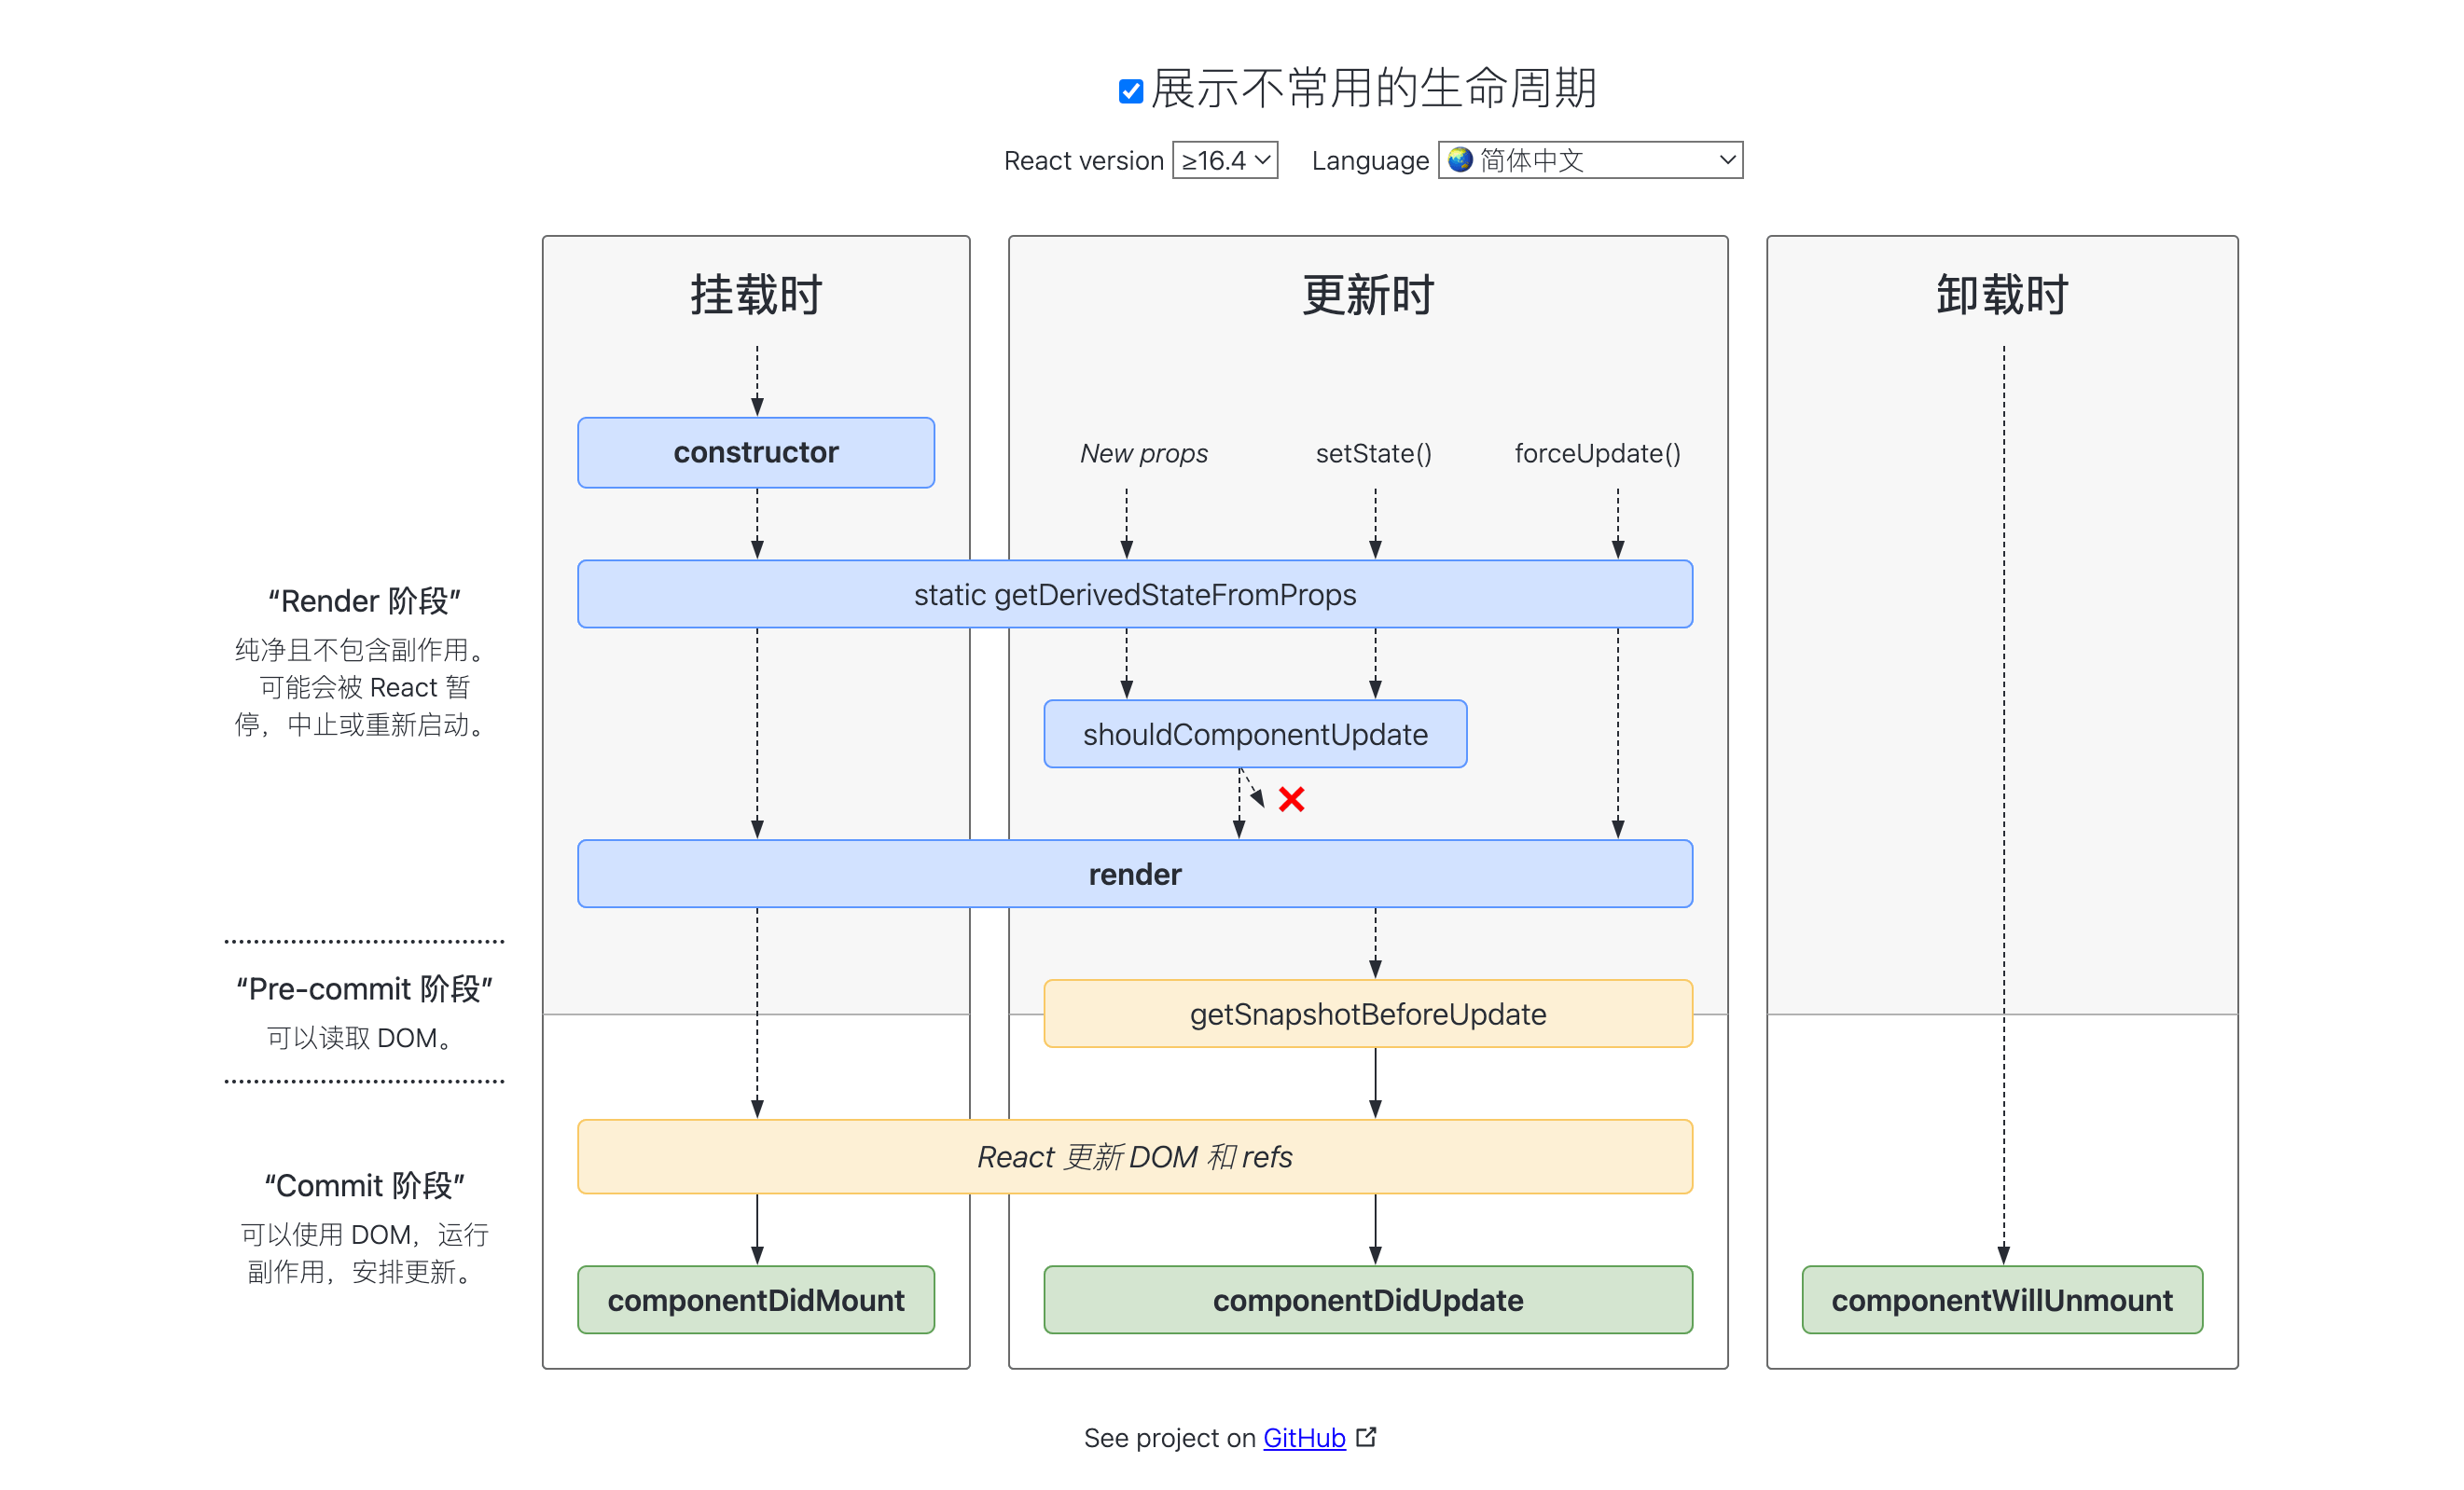 展示不常用的生命周期
React version ≥16.4 Language 简体中文
挂载时
更新时
卸载时
constructor
New props
setState()
forceUpdate()
static getDerivedStateFromProps
“Render 阶段”
纯净且不包含副作用。
可能会被 React 暂
停，中止或重新启动。
shouldComponentUpdate
render
“Pre-commit 阶段”
可以读取 DOM。
getSnapshotBeforeUpdate
React 更新 DOM 和 refs
“Commit 阶段”
可以使用 DOM，运行
副作用，安排更新。
componentDidMount
componentDidUpdate
componentWillUnmount
See project on GitHub